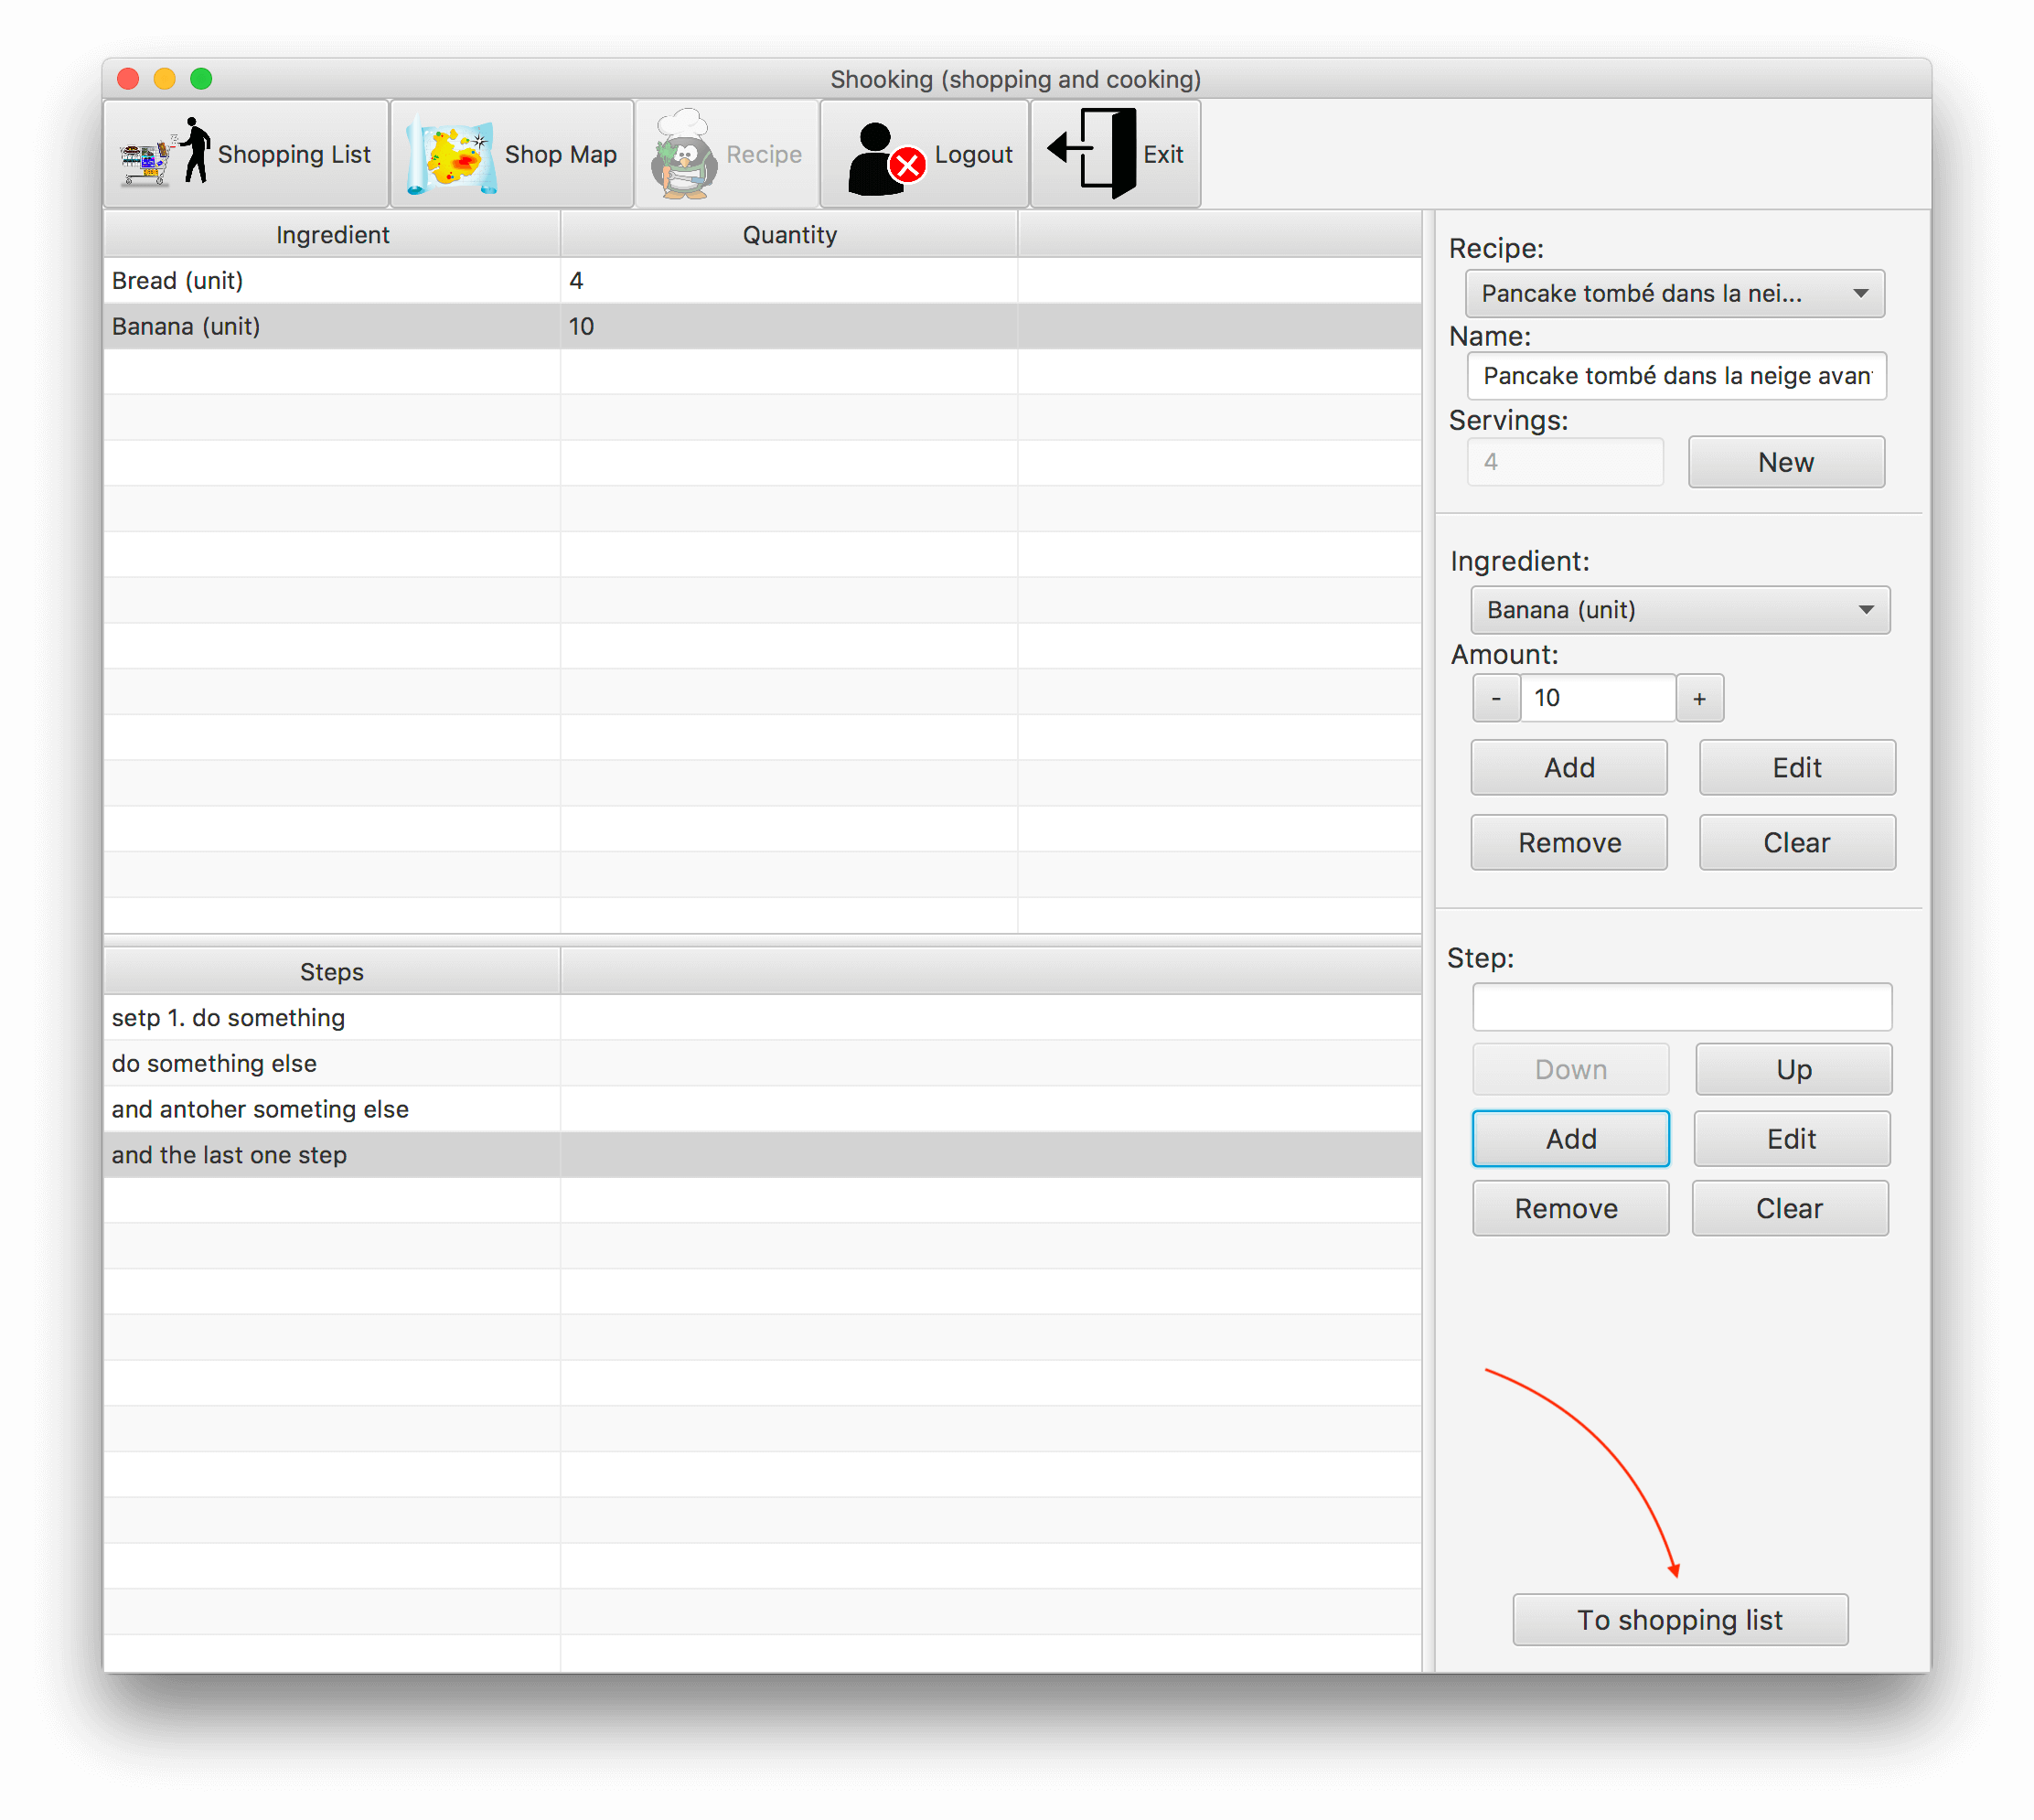 Shooking (shopping and cooking)
Shopping List
Shop Map
Recipe
Logout
Exit
Ingredient Quantity
Bread (unit) 4
Banana (unit) 10
Steps
setp 1. do something
do something else
and antoher someting else
and the last one step
Recipe:
Pancake tombé dans la nei...
Name:
Pancake tombé dans la neige avan
Servings:
4 New
Ingredient:
Banana (unit)
Amount:
- 10 +
Add Edit
Remove Clear
Step:
Down Up
Add Edit
Remove Clear
To shopping list